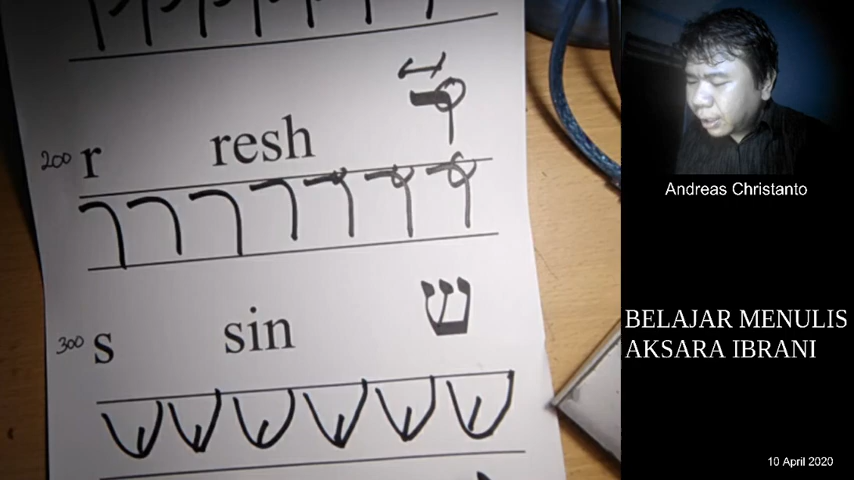 200 r resh
ר ר ר ר ר ר ר
300 s sin ש
ש ש ש ש ש ש
Andreas Christanto
BELAJAR MENULIS
AKSARA IBRANI
10 April 2020